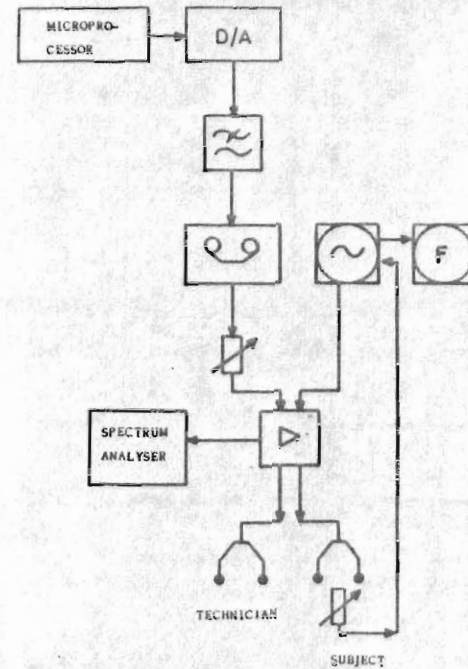 MICROPRO-
CESSOR
D/A
F
SPECTRUM
ANALYSER
TECHNICIAN
SUBJECT